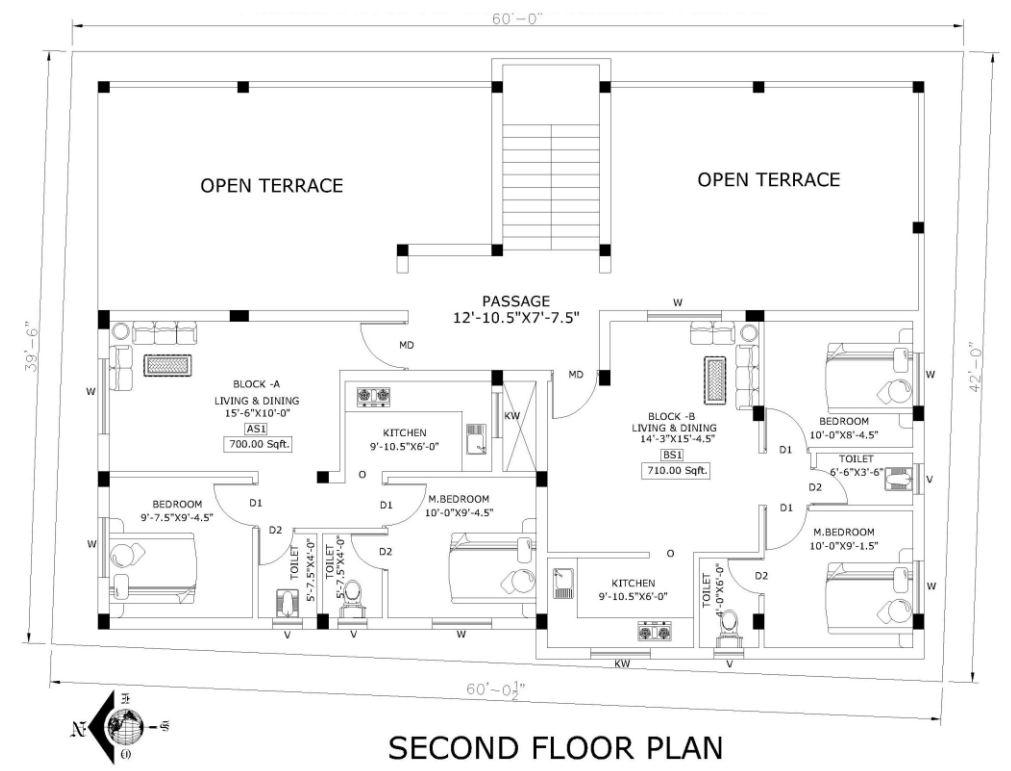 60'-0"
OPEN TERRACE
OPEN TERRACE
39'-6"
42'-0"
PASSAGE
12'-10.5"X7'-7.5"
W
MD
MD
W
W
BLOCK -A
LIVING & DINING
15'-6"X10'-0"
AS1
700.00 Sqft.
KITCHEN
9'-10.5"X6'-0"
KW
BLOCK -B
LIVING & DINING
14'-3"X15'-4.5"
BS1
710.00 Sqft.
BEDROOM
10'-0"X8'-4.5"
D1
TOILET
6'-6"X3'-6"
D2
V
O
BEDROOM
9'-7.5"X9'-4.5"
D1
D2
D1
M.BEDROOM
10'-0"X9'-4.5"
D1
M.BEDROOM
10'-0"X9'-1.5"
W
TOILET
5'-7.5"X4'-0"
TOILET
5'-7.5"X4'-0"
D2
O
KITCHEN
9'-10.5"X6'-0"
TOILET
4'-0"X6'-0"
D2
W
V
V
W
KW
V
60'-0½"
N
S
SECOND FLOOR PLAN